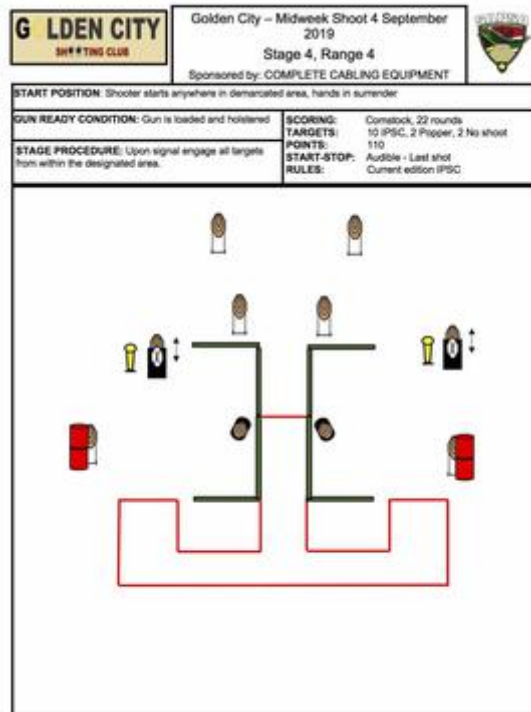 G LDEN CITY
SH**TING CLUB
Golden City – Midweek Shoot 4 September
2019
Stage 4, Range 4
Sponsored by: COMPLETE CABLING EQUIPMENT
START POSITION: Shooter starts anywhere in demarcated area, hands in surrender
GUN READY CONDITION: Gun is loaded and holstered
STAGE PROCEDURE: Upon signal engage all targets
from within the designated area.
SCORING: Comstock, 22 rounds
TARGETS: 10 IPSC, 2 Popper, 2 No shoot
POINTS: 110
START-STOP: Audible - Last shot
RULES: Current edition IPSC